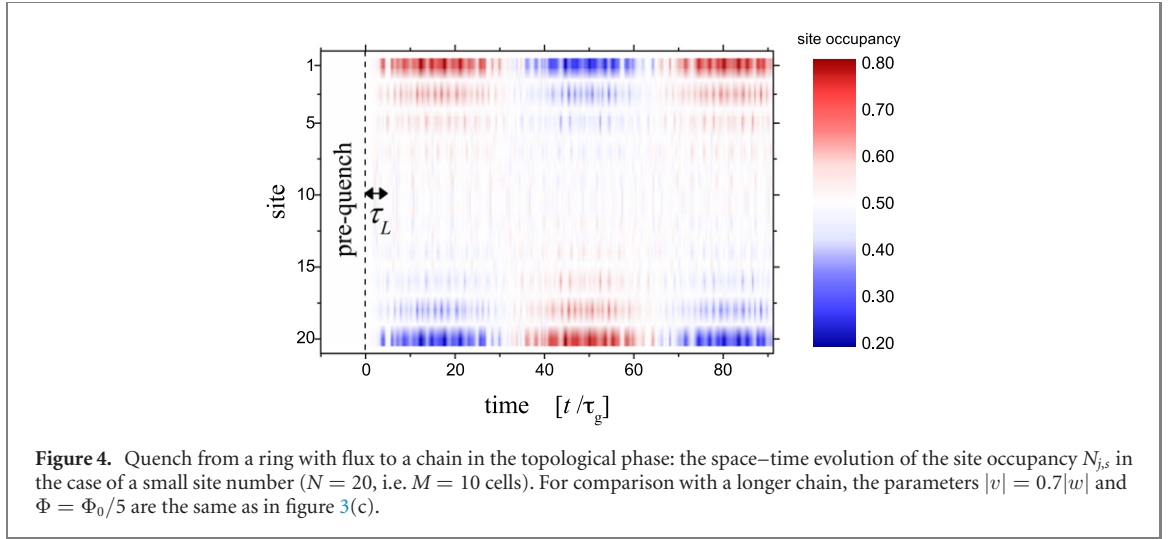 site occupancy
0.80
0.70
0.60
0.50
0.40
0.30
0.20
site
1
5
10
15
20
pre-quench
τL
0 20 40 60 80
time [t/τg]
Figure 4. Quench from a ring with flux to a chain in the topological phase: the space–time evolution of the site occupancy Nj,s in
the case of a small site number (N = 20, i.e. M = 10 cells). For comparison with a longer chain, the parameters |v| = 0.7|w| and
Φ = Φ0/5 are the same as in figure 3(c).